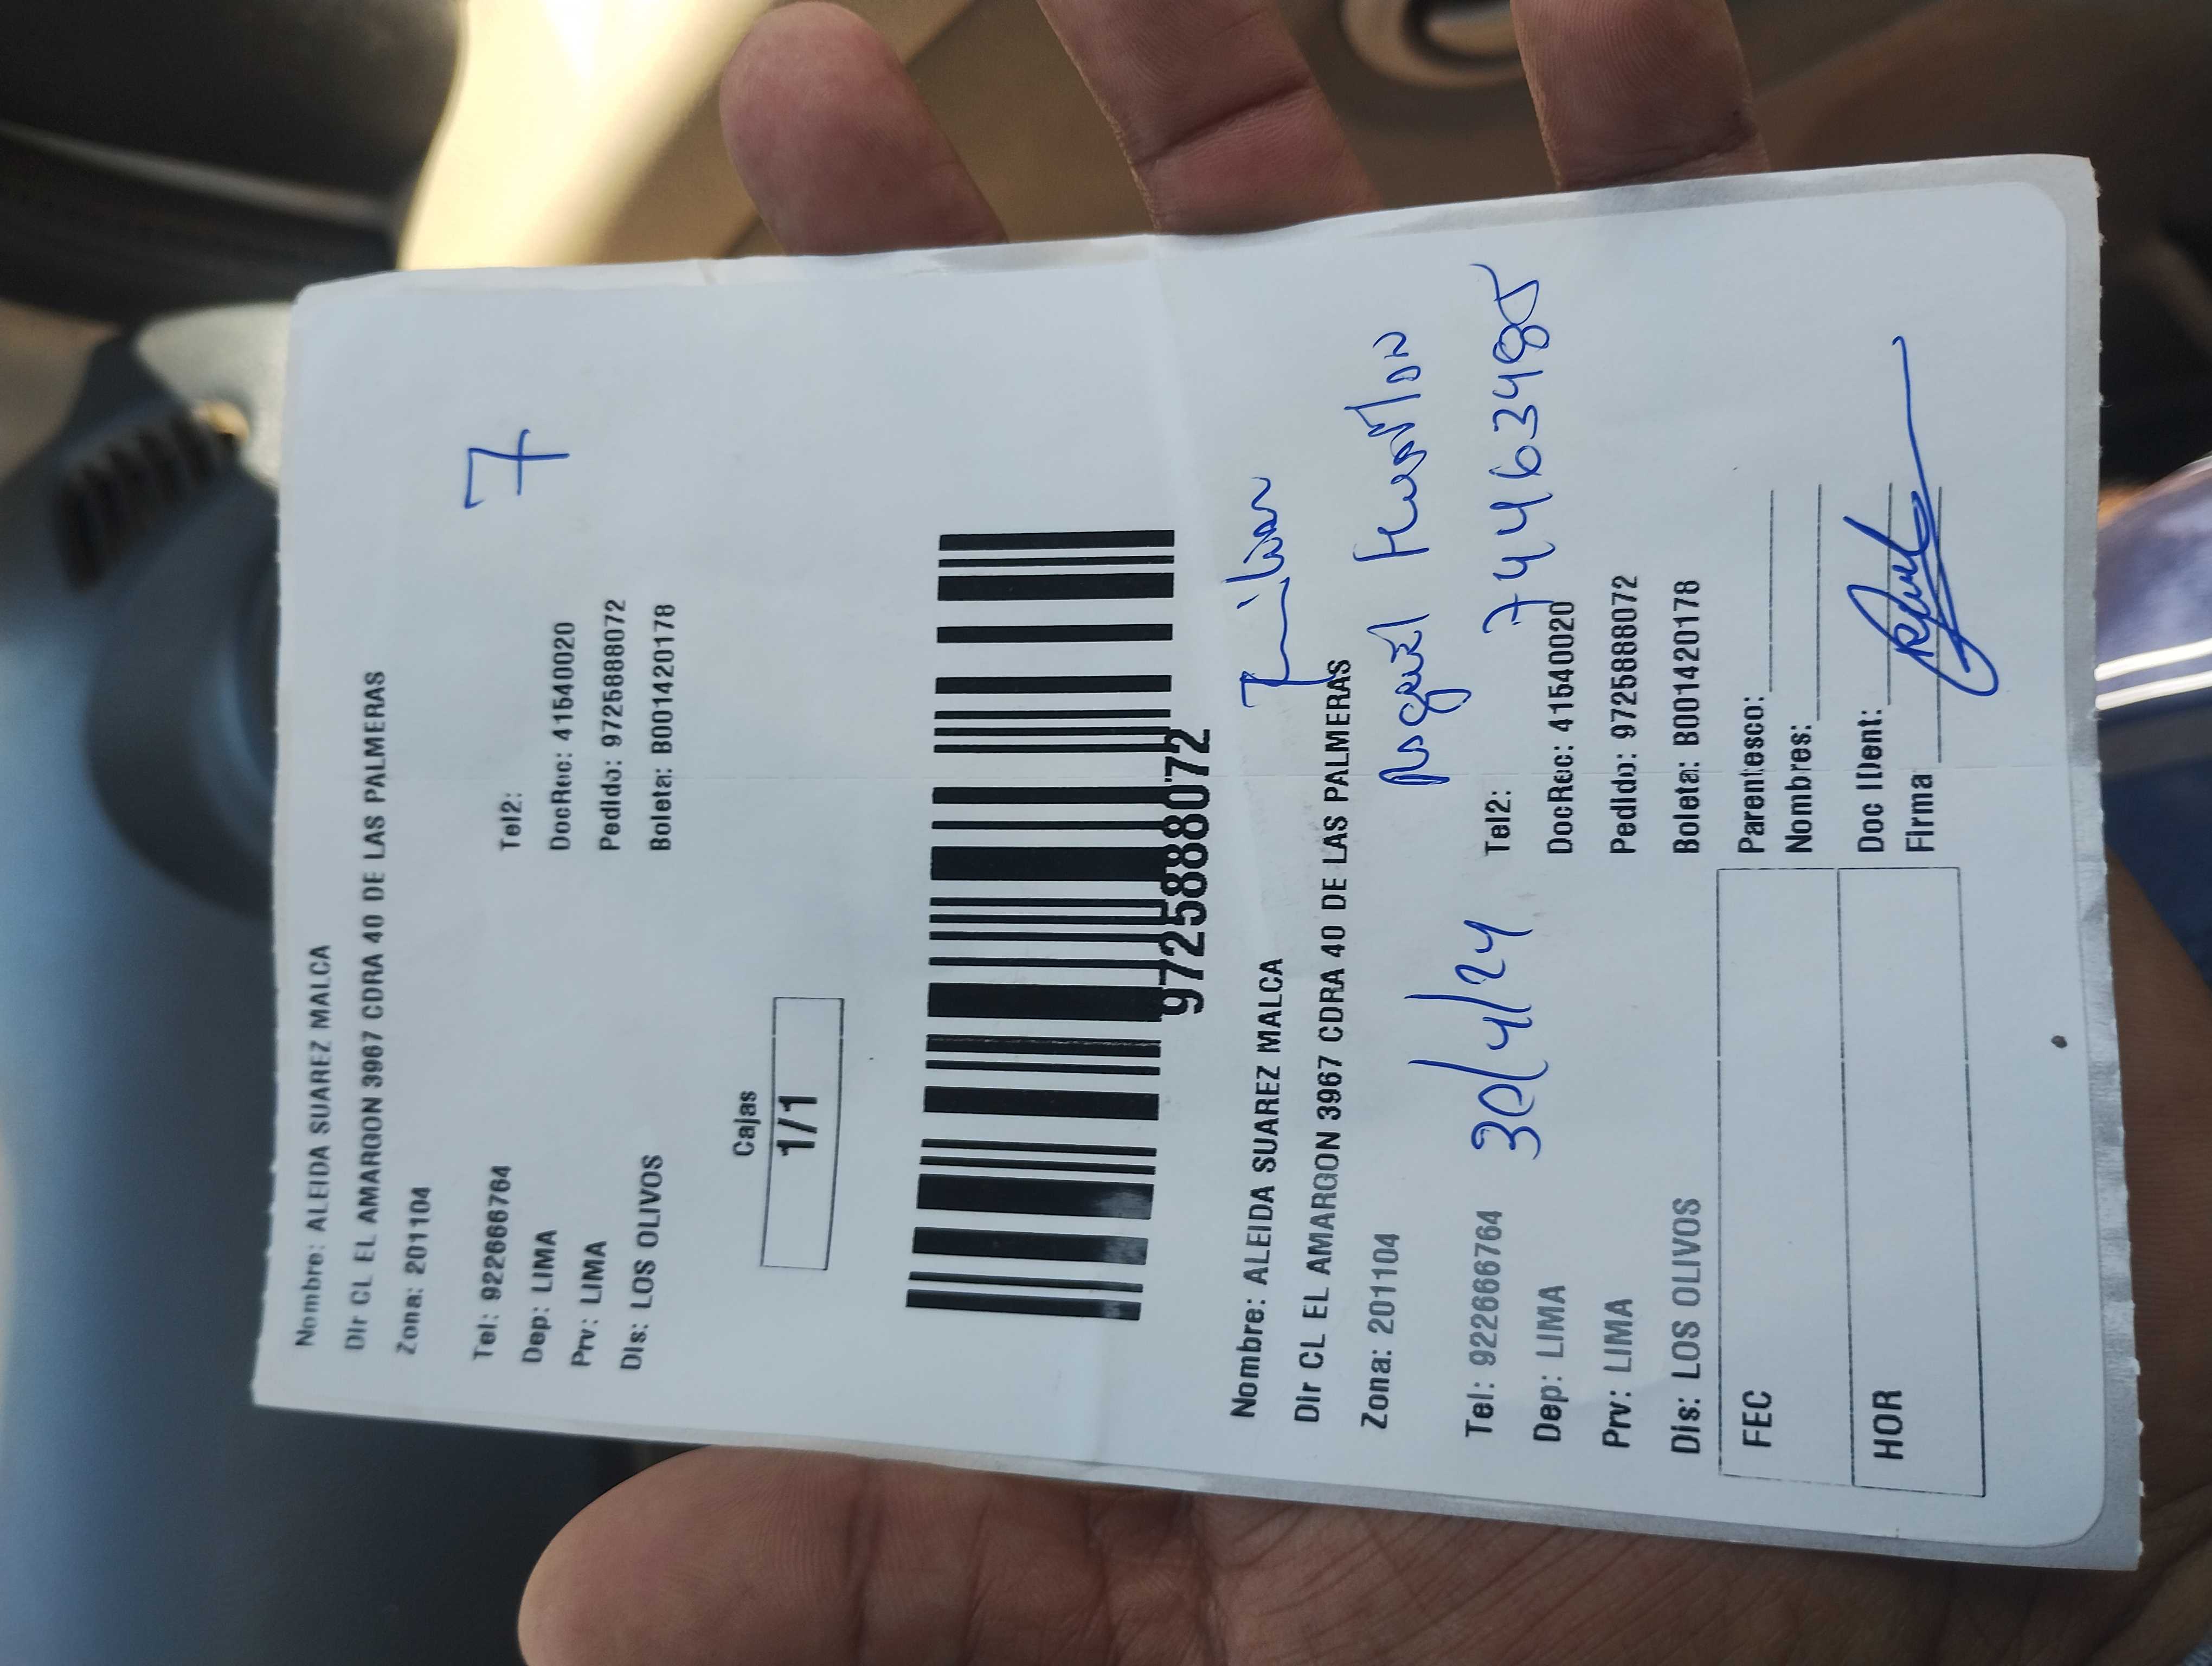 Nombre: ALEIDA SUAREZ MALCA
Dir CL EL AMARGON 3967 CDRA 40 DE LAS PALMERAS
Zona: 201104
7
Tel: 922666764 Tel2:
Dep: LIMA DocRec: 41540020
Prv: LIMA Pedido: 9725888072
Dis: LOS OLIVOS Boleta: B001420178
Cajas
1/1
9725888072
Nombre: ALEIDA SUAREZ MALCA
Dir CL EL AMARGON 3967 CDRA 40 DE LAS PALMERAS
Zona: 201104
30/4/24 74463485
Tel: 922666764 Tel2:
Dep: LIMA DocRec: 41540020
Prv: LIMA Pedido: 9725888072
Dis: LOS OLIVOS Boleta: B001420178
FEC Parentesco:
Nombres:
HOR Doc IDent:
Firma